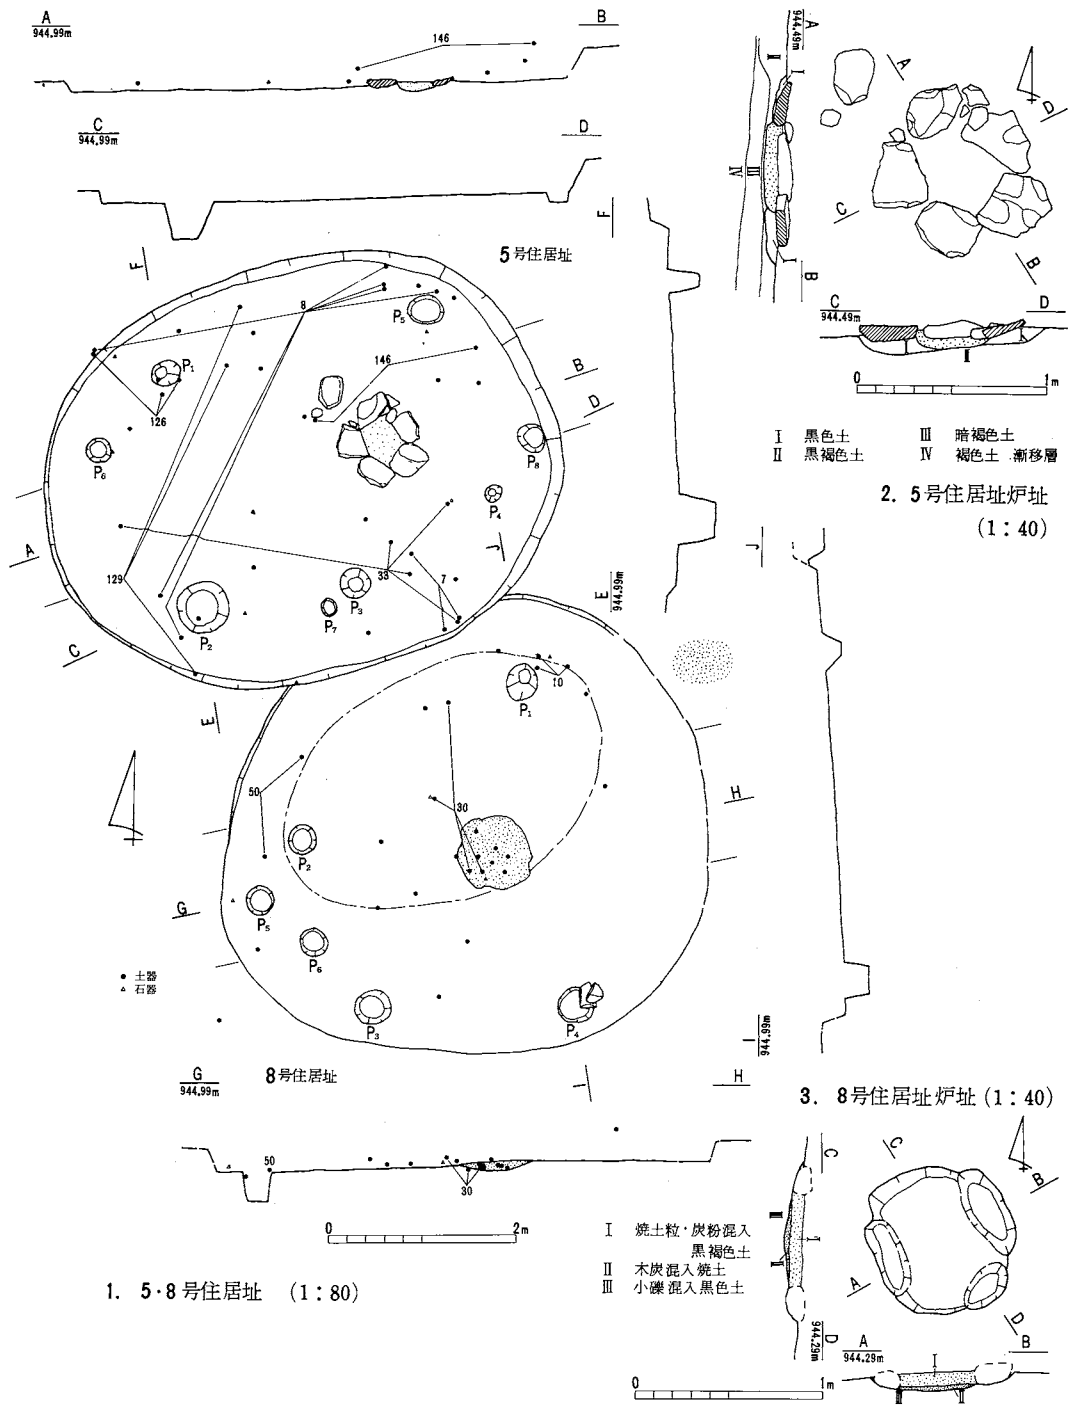 A
944.99m
B
146
C
944.99m
D
F
F
5号住居址
8
P₅
146
B
D
P₁
126
P₆
P₈
P₄
J
A
129
33
7
P₃
P₂
P₇
C
E
E
944.99m
J
10
P₁
50
30
H
P₂
G
P₅
P₆
P₃
P₄
● 土器
▵ 石器
I
I
944.99m
G
944.99m
8号住居址
H
50
30
0 2m
1. 5・8号住居址 (1:80)
A
944.49m
II
I
IV
III
I
B
A
D
C
B
C
944.49m
D
II
0 1m
I 黒色土
II 黒褐色土
III 暗褐色土
IV 褐色土 漸移層
2. 5号住居址炉址
(1:40)
3. 8号住居址炉址 (1:40)
I 焼土粒・炭粉混入
黒褐色土
II 木炭混入焼土
III 小礫混入黒色土
C
III
I
II
D
944.29m
C
B
A
D
A
944.29m
B
I
III
II
0 1m